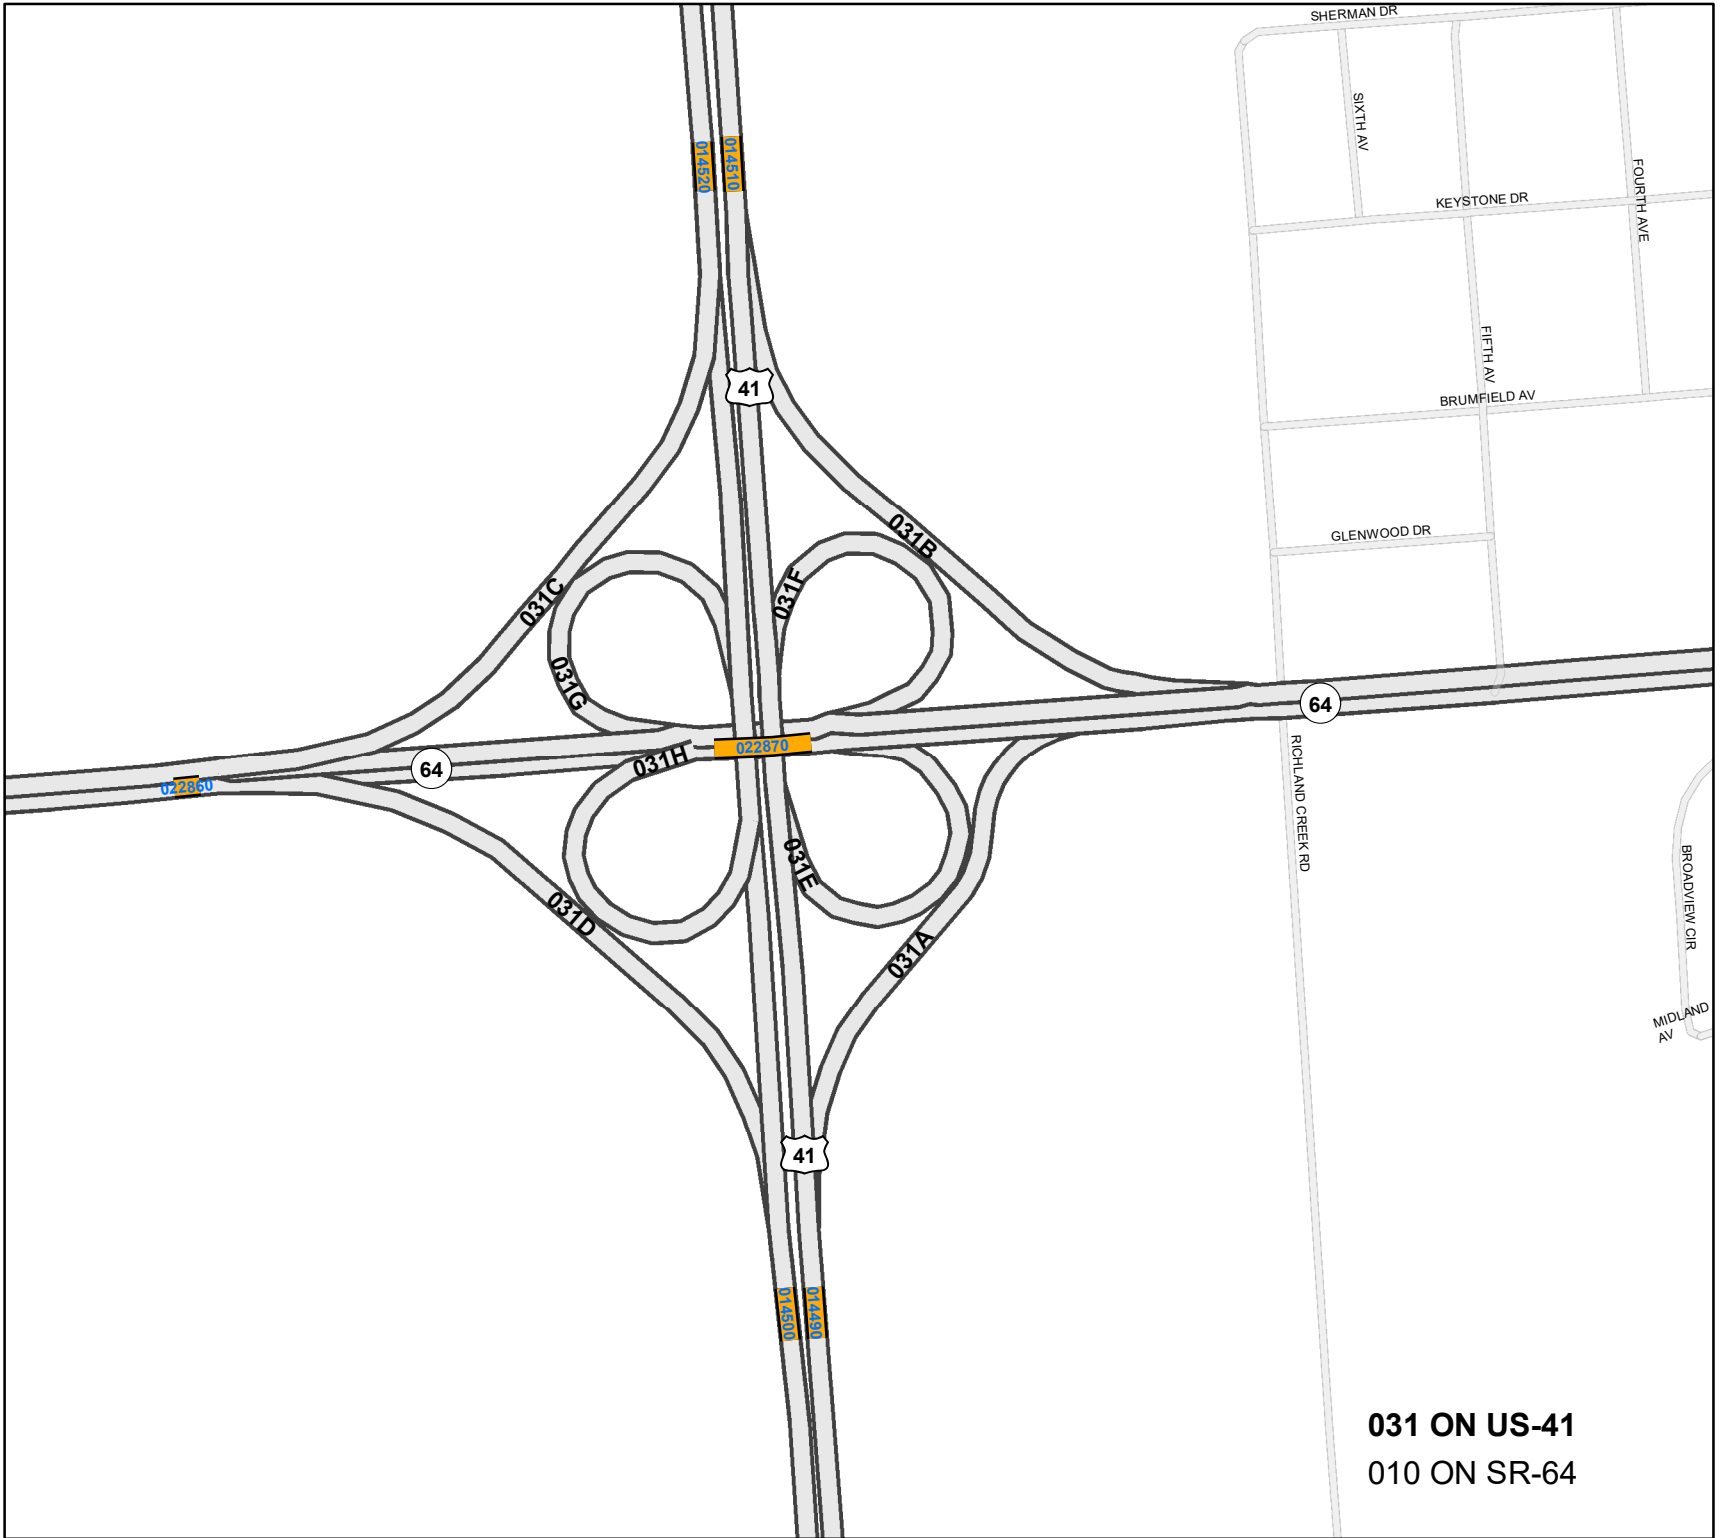 SHERMAN DR
SIXTH AV
014520
014510
FOURTH AVE
KEYSTONE DR
FIFTH AV
41
BRUMFIELD AV
031B
GLENWOOD DR
031C
031F
031G
64
022870
031H
64
022860
RICHLAND CREEK RD
031E
BROADVIEW CIR
031D
031A
MIDLAND
AV
41
014500
014490
031 ON US-41
010 ON SR-64